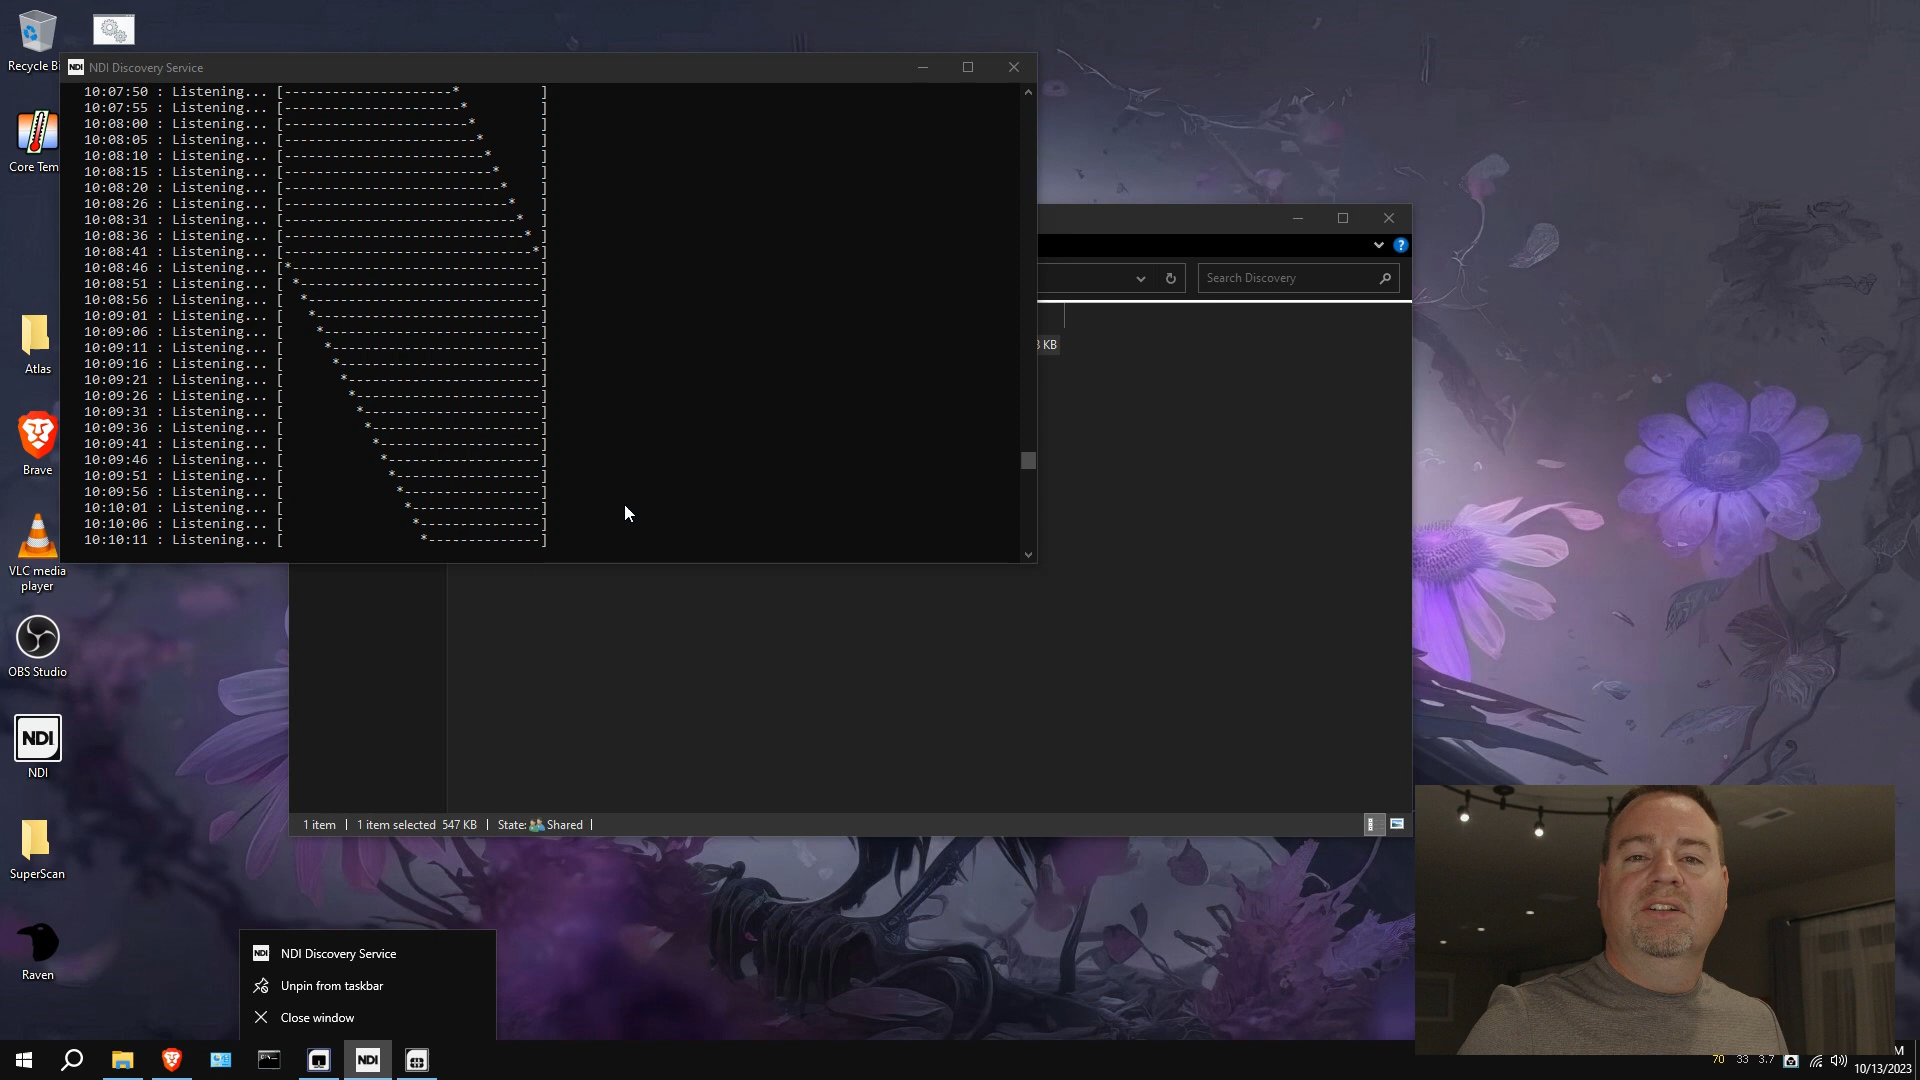 Recycle Bi
NDI Discovery Service
10:07:50 : Listening... [---------------------*          ]
10:07:55 : Listening... [----------------------*         ]
10:08:00 : Listening... [-----------------------*        ]
10:08:05 : Listening... [------------------------*       ]
10:08:10 : Listening... [-------------------------*      ]
10:08:15 : Listening... [--------------------------*     ]
10:08:20 : Listening... [---------------------------*    ]
10:08:26 : Listening... [----------------------------*   ]
10:08:31 : Listening... [-----------------------------*  ]
10:08:36 : Listening... [------------------------------* ]
10:08:41 : Listening... [-------------------------------*]
10:08:46 : Listening... [*-------------------------------]
10:08:51 : Listening... [ *------------------------------]
10:08:56 : Listening... [  *-----------------------------]
10:09:01 : Listening... [   *----------------------------]
10:09:06 : Listening... [    *---------------------------]
10:09:11 : Listening... [     *--------------------------]
10:09:16 : Listening... [      *-------------------------]
10:09:21 : Listening... [       *------------------------]
10:09:26 : Listening... [        *-----------------------]
10:09:31 : Listening... [         *----------------------]
10:09:36 : Listening... [          *---------------------]
10:09:41 : Listening... [           *--------------------]
10:09:46 : Listening... [            *-------------------]
10:09:51 : Listening... [             *------------------]
10:09:56 : Listening... [              *-----------------]
10:10:01 : Listening... [               *----------------]
10:10:06 : Listening... [                *---------------]
10:10:11 : Listening... [                 *--------------]
Search Discovery
KB
1 item | 1 item selected 547 KB | State: Shared |
Core Tem
Atlas
Brave
VLC media
player
OBS Studio
NDI
NDI
SuperScan
Raven
NDI NDI Discovery Service
Unpin from taskbar
Close window
NDI
70 33 3.7
M
10/13/2023